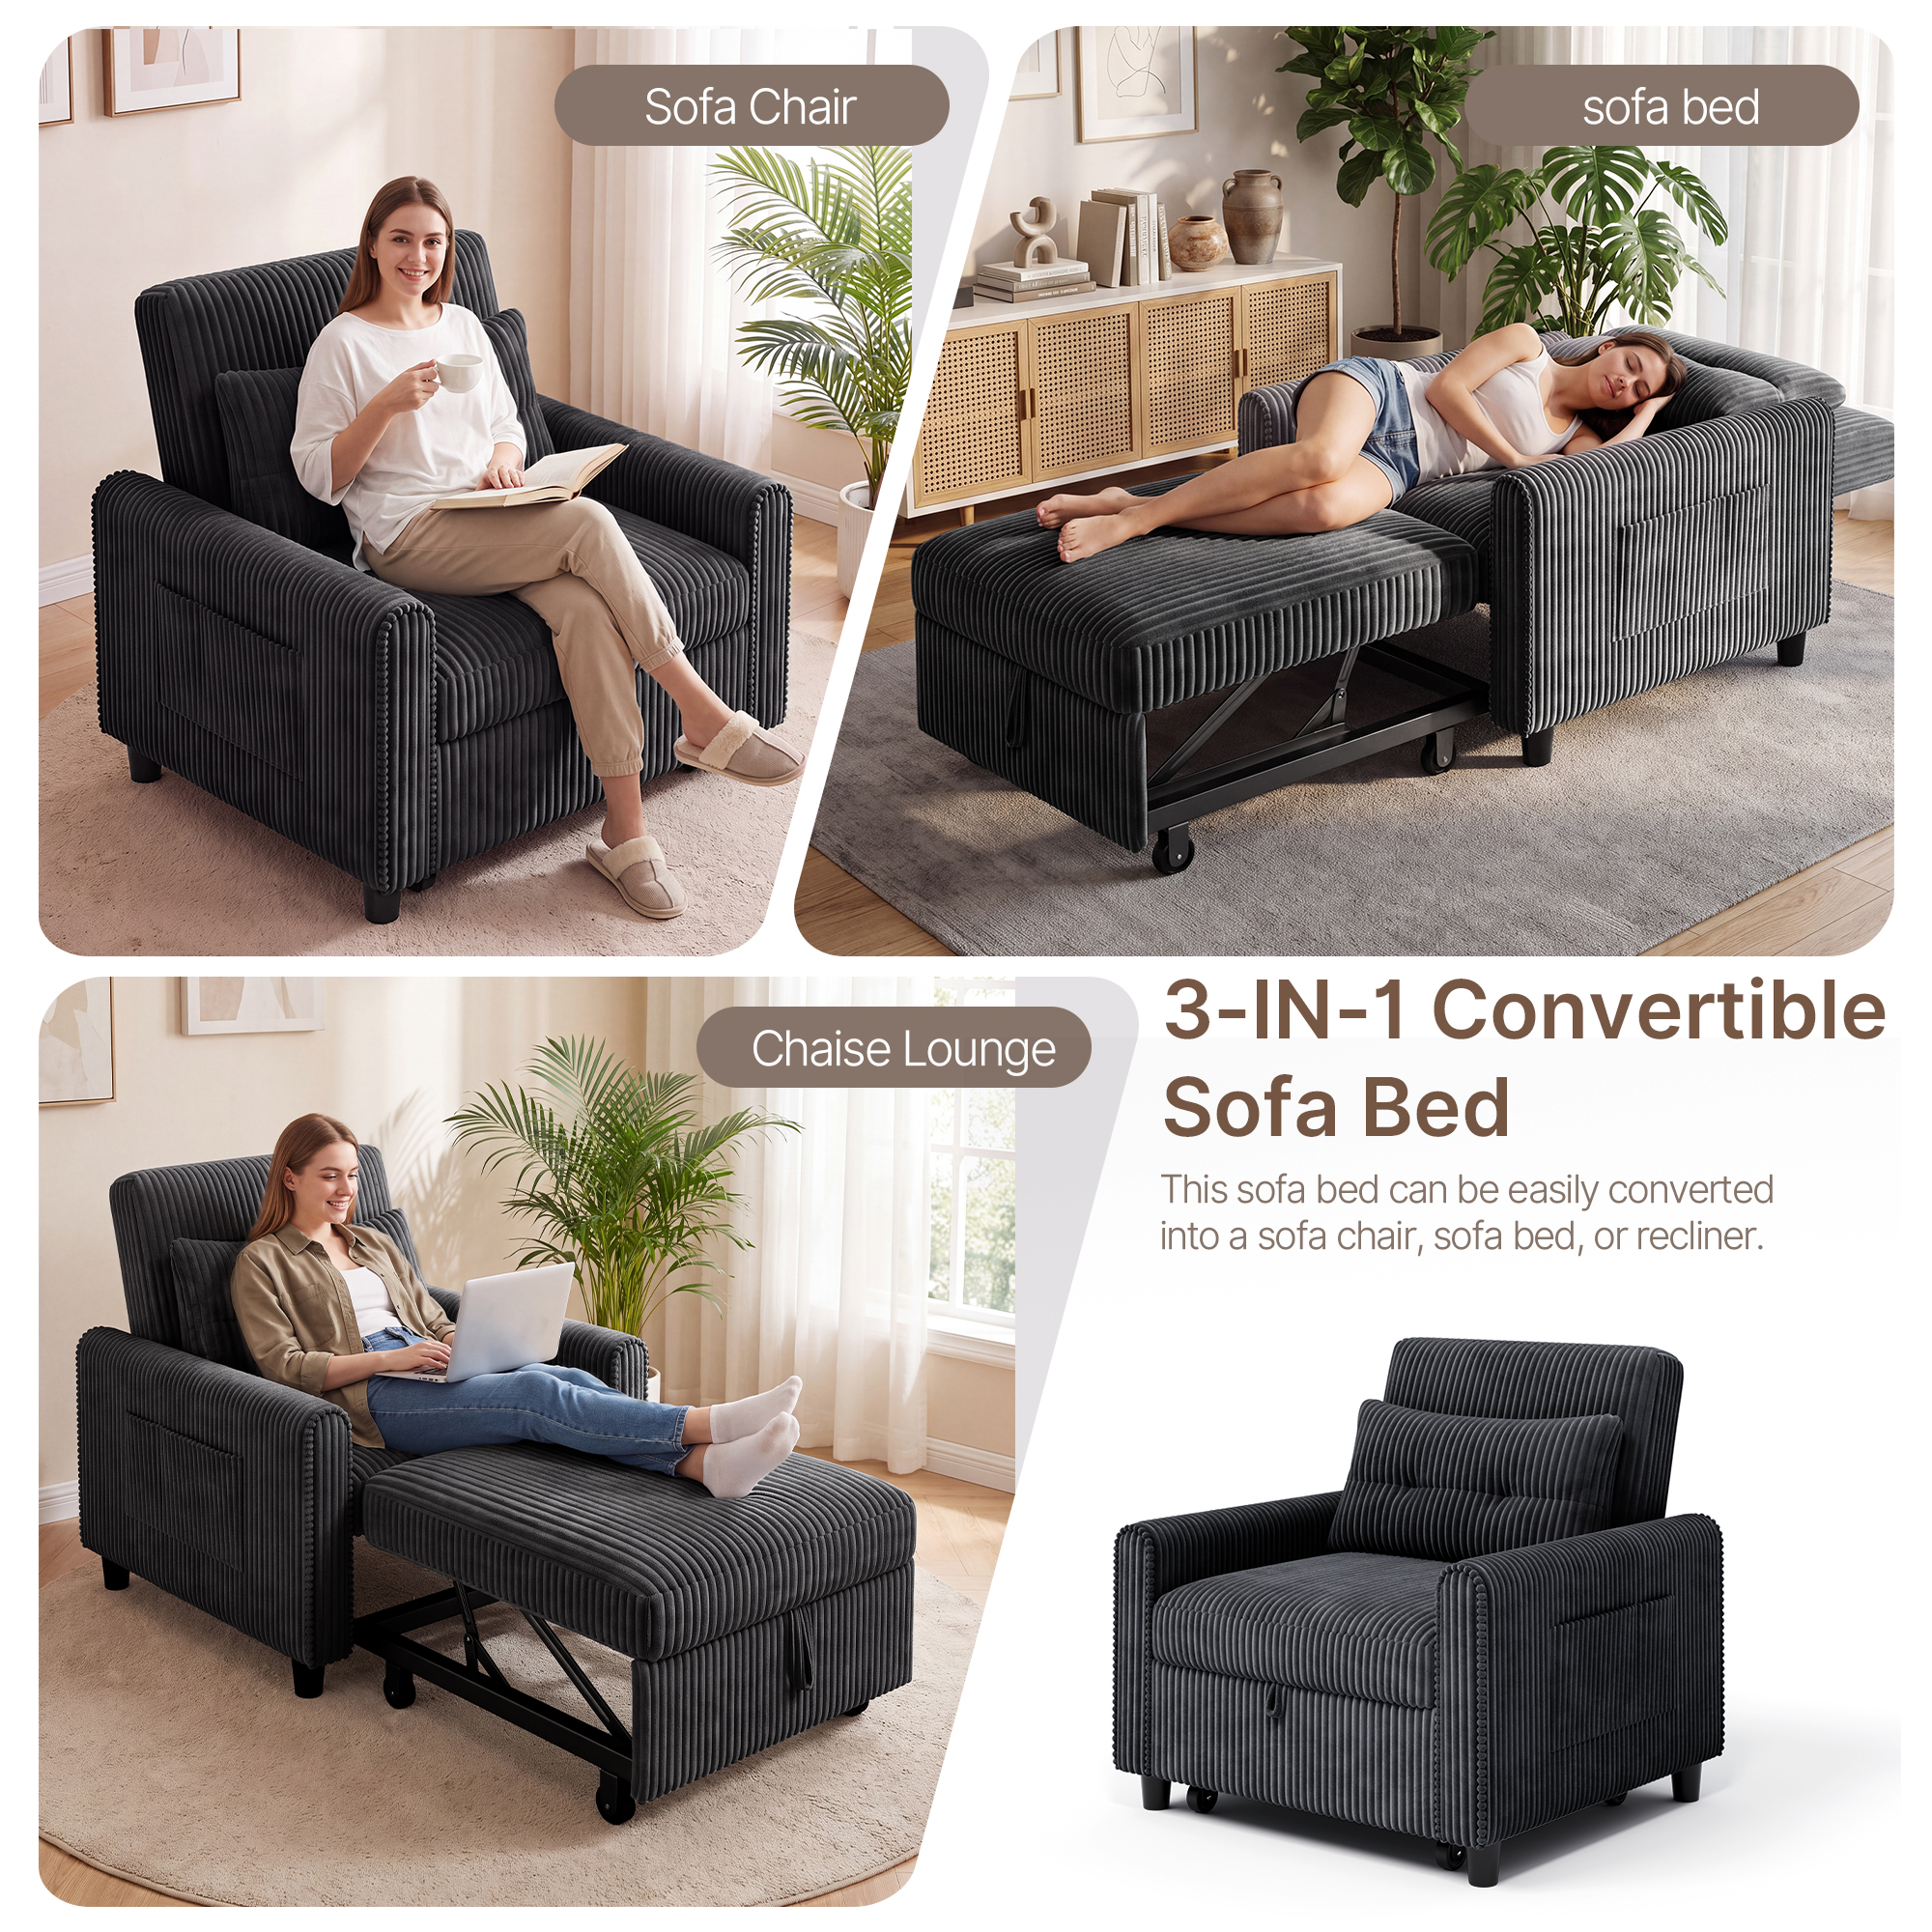 Sofa Chair
sofa bed
Chaise Lounge
3-IN-1 Convertible
Sofa Bed
This sofa bed can be easily converted
into a sofa chair, sofa bed, or recliner.